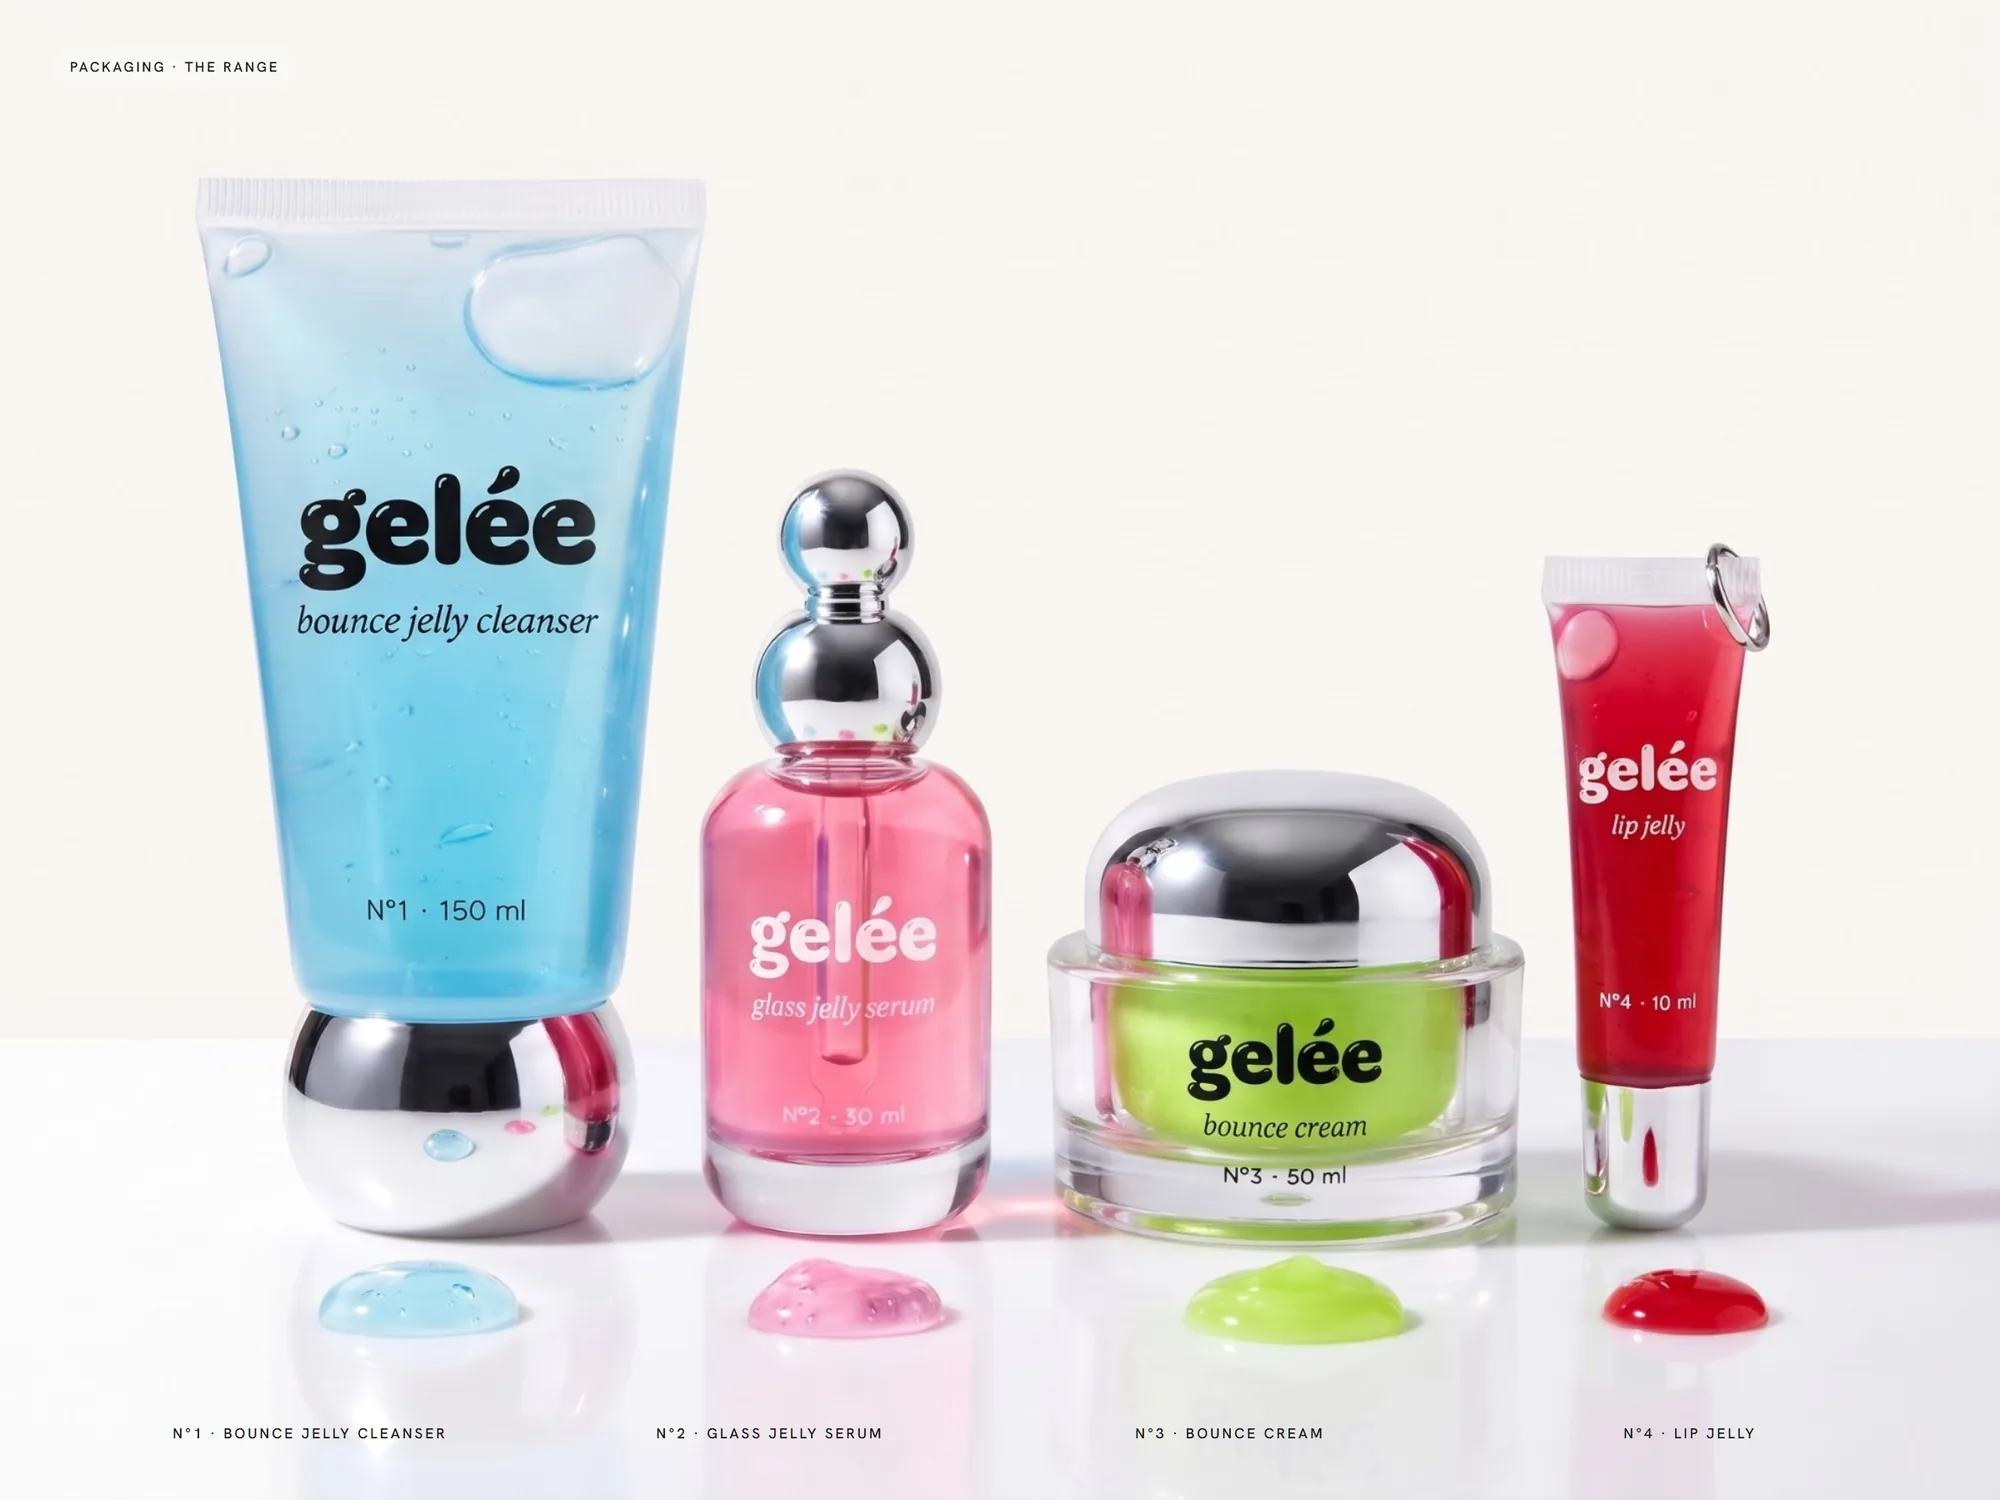 PACKAGING · THE RANGE
gelée
bounce jelly cleanser
N°1 · 150 ml
gelée
glass jelly serum
N°2 · 30 ml
gelée
bounce cream
N°3 · 50 ml
gelée
lip jelly
N°4 · 10 ml
N°1 · BOUNCE JELLY CLEANSER
N°2 · GLASS JELLY SERUM
N°3 · BOUNCE CREAM
N°4 · LIP JELLY